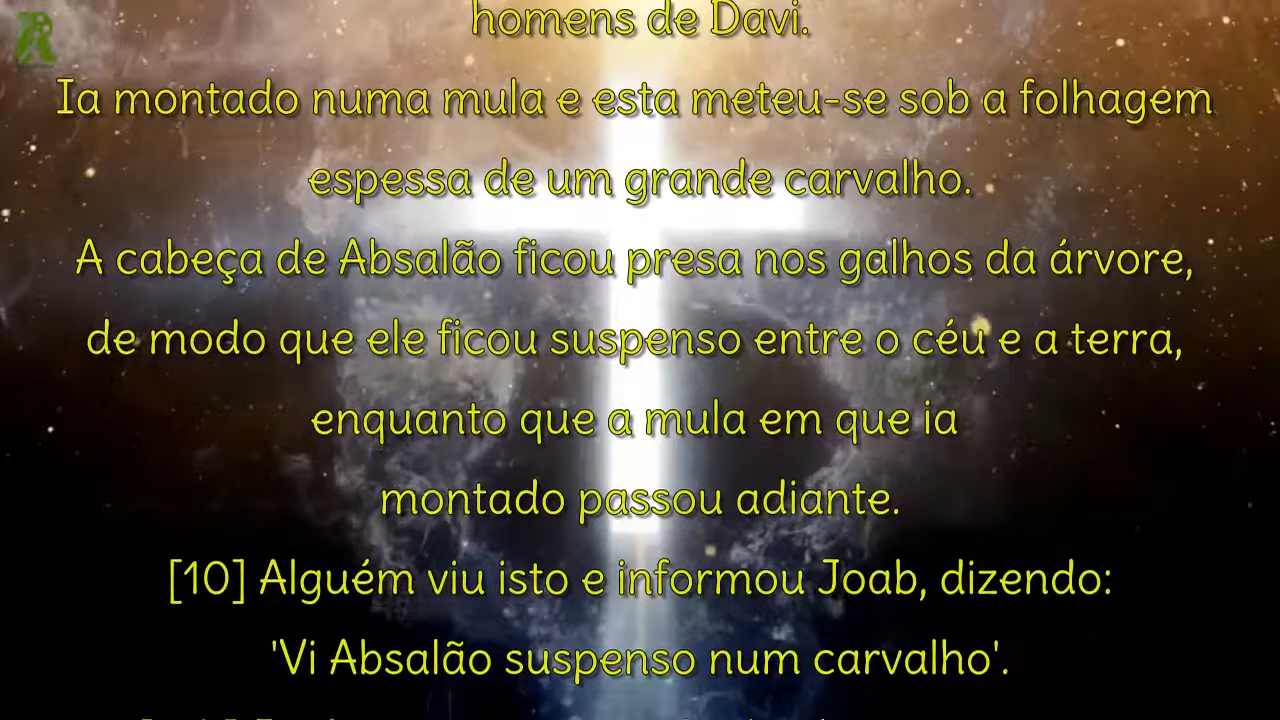 homens de Davi.
Ia montado numa mula e esta meteu-se sob a folhagem
espessa de um grande carvalho.
A cabeça de Absalão ficou presa nos galhos da árvore,
de modo que ele ficou suspenso entre o céu e a terra,
enquanto que a mula em que ia
montado passou adiante.
[10] Alguém viu isto e informou Joab, dizendo:
'Vi Absalão suspenso num carvalho'.